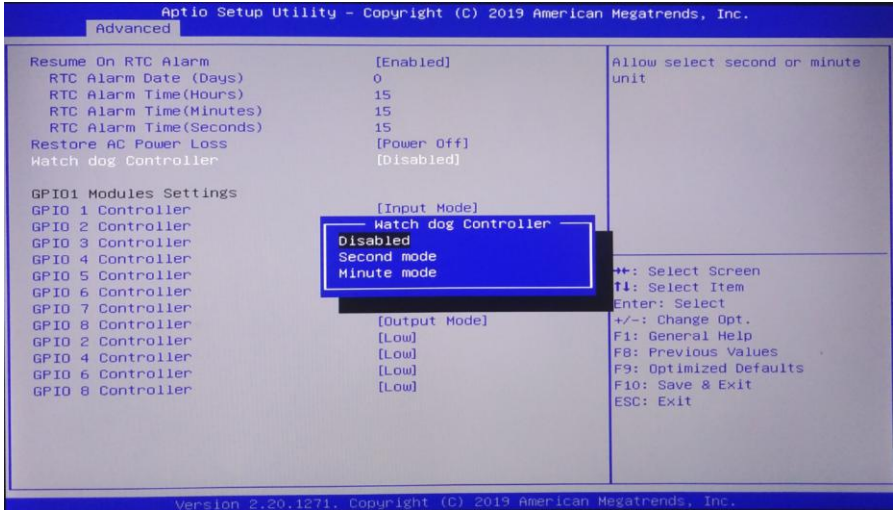 Aptio Setup Utility – Copyright (C) 2019 American Megatrends, Inc.
Advanced
Resume On RTC Alarm [Enabled]
RTC Alarm Date (Days) 0
RTC Alarm Time(Hours) 15
RTC Alarm Time(Minutes) 15
RTC Alarm Time(Seconds) 15
Restore AC Power Loss [Power Off]
Watch dog Controller [Disabled]
GPIO1 Modules Settings
GPIO 1 Controller [Input Mode]
GPIO 2 Controller
GPIO 3 Controller
GPIO 4 Controller
GPIO 5 Controller
GPIO 6 Controller
GPIO 7 Controller
GPIO 8 Controller [Output Mode]
GPIO 2 Controller [Low]
GPIO 4 Controller [Low]
GPIO 6 Controller [Low]
GPIO 8 Controller [Low]
Watch dog Controller
Disabled
Second mode
Minute mode
Allow select second or minute
unit
→←: Select Screen
↑↓: Select Item
Enter: Select
+/-: Change Opt.
F1: General Help
F8: Previous Values
F9: Optimized Defaults
F10: Save & Exit
ESC: Exit
Version 2.20.1271. Copyright (C) 2019 American Megatrends, Inc.